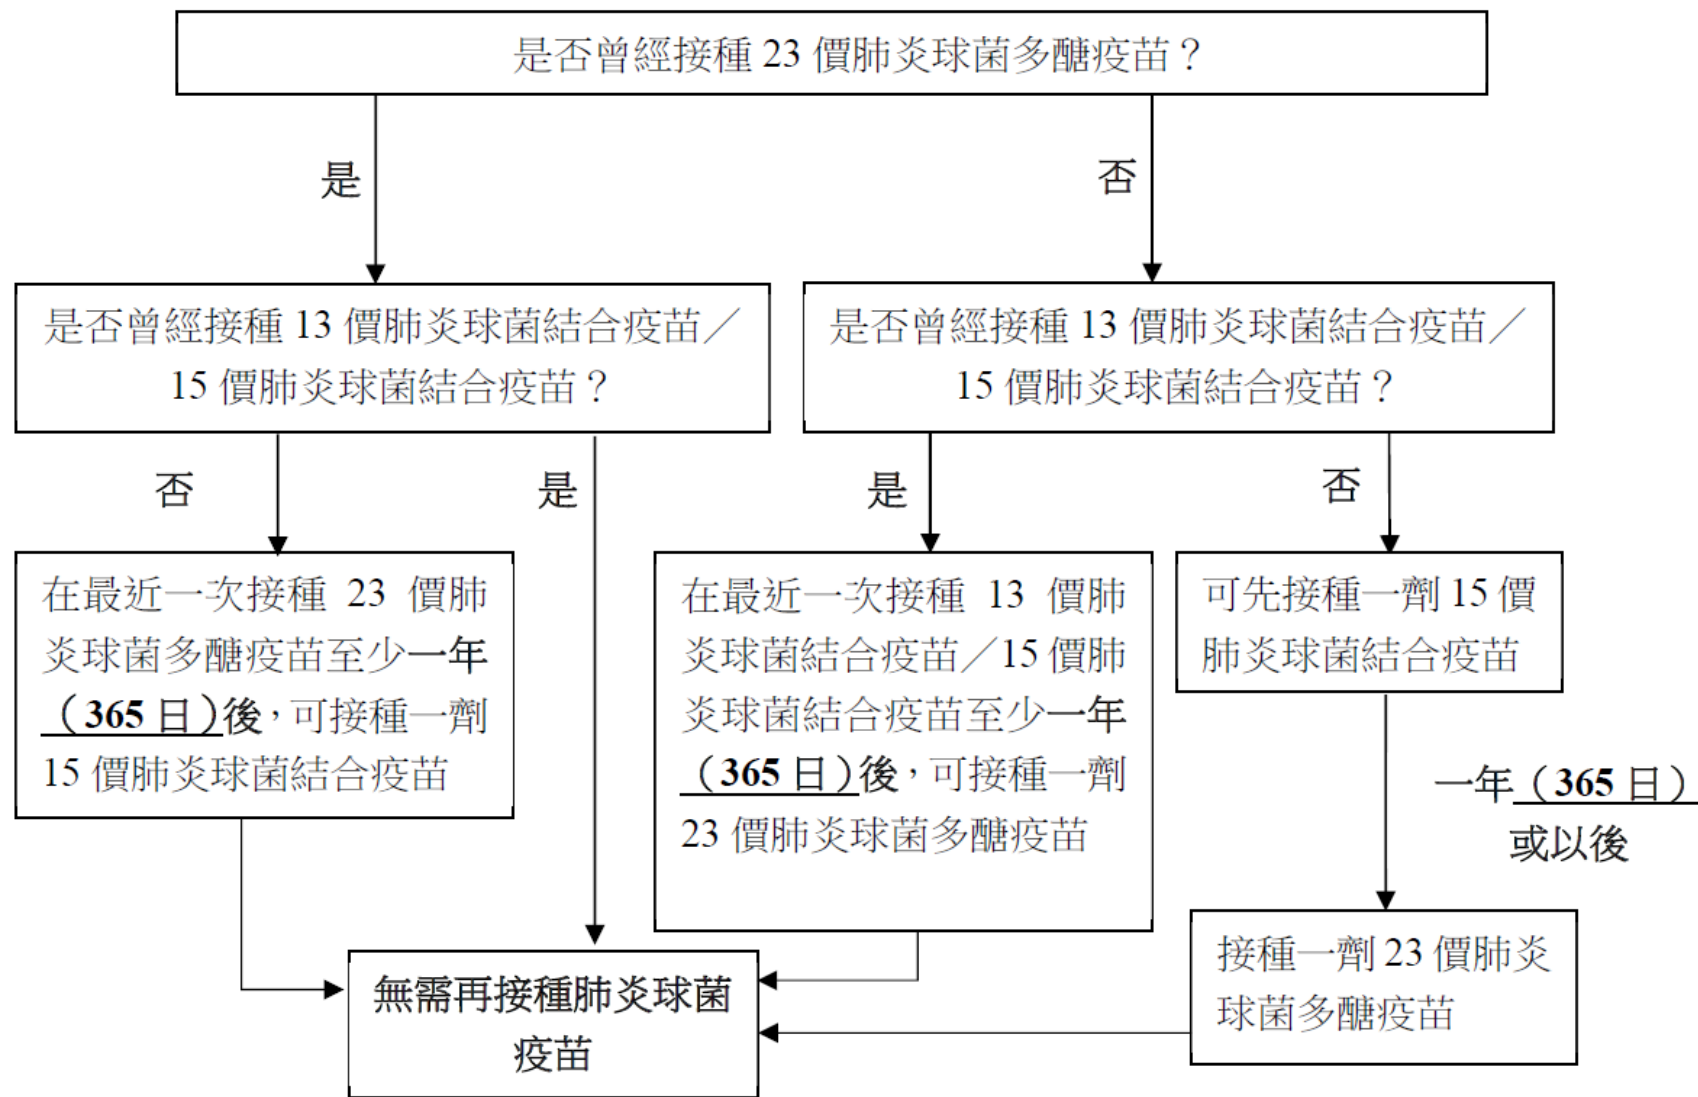 是否曾經接種 23 價肺炎球菌多醣疫苗？
是
否
是否曾經接種 13 價肺炎球菌結合疫苗／
15 價肺炎球菌結合疫苗？
是否曾經接種 13 價肺炎球菌結合疫苗／
15 價肺炎球菌結合疫苗？
否
是
是
否
在最近一次接種 23 價肺
炎球菌多醣疫苗至少一年
（365 日)後，可接種一劑
15 價肺炎球菌結合疫苗
在最近一次接種 13 價肺
炎球菌結合疫苗／15 價肺
炎球菌結合疫苗至少一年
（365 日)後，可接種一劑
23 價肺炎球菌多醣疫苗
可先接種一劑 15 價
肺炎球菌結合疫苗
一年（365 日）
或以後
接種一劑 23 價肺炎
球菌多醣疫苗
無需再接種肺炎球菌
疫苗